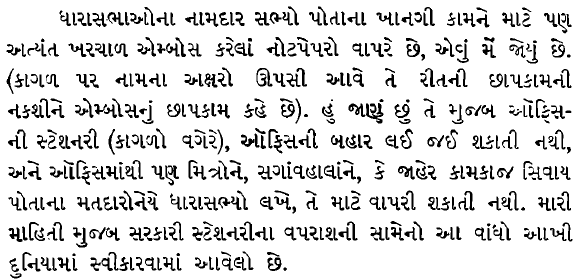 ધારાસભાઓના નામદાર સભ્યો પોતાના ખાનગી કામને માટે પણ
અત્યંત ખરચાળ એમ્બોસ કરેલાં નોટપેપરો વાપરે છે, એવું મેં જોયું છે.
(કાગળ પર નામના અક્ષરો ઊપસી આવે તે રીતની છાપકામની
નકશીને એમ્બોસનું છાપકામ કહે છે). હું જાણું છું તે મુજબ ઑફિસ-
ની સ્ટેશનરી (કાગળો વગેરે), ઑફિસની બહાર લઈ જઈ શકાતી નથી,
અને ઑફિસમાંથી પણ મિત્રોને, સગાંવહાલાંને, કે જાહેર કામકાજ સિવાય
પોતાના મતદારોનેયે ધારાસભ્યો લખે, તે માટે વાપરી શકાતી નથી. મારી
માહિતી મુજબ સરકારી સ્ટેશનરીના વપરાશની સામેનો આ વાંધો આખી
દુનિયામાં સ્વીકારવામાં આવેલો છે.